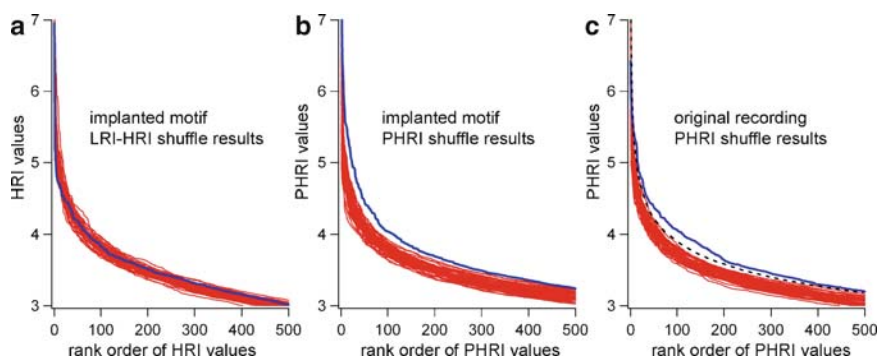 a
7
6
5
4
3
HRI values
implanted motif
LRI-HRI shuffle results
0 100 200 300 400 500
rank order of HRI values
b
7
6
5
4
3
PHRI values
implanted motif
PHRI shuffle results
0 100 200 300 400 500
rank order of PHRI values
c
7
6
5
4
3
PHRI values
original recording
PHRI shuffle results
0 100 200 300 400 500
rank order of PHRI values